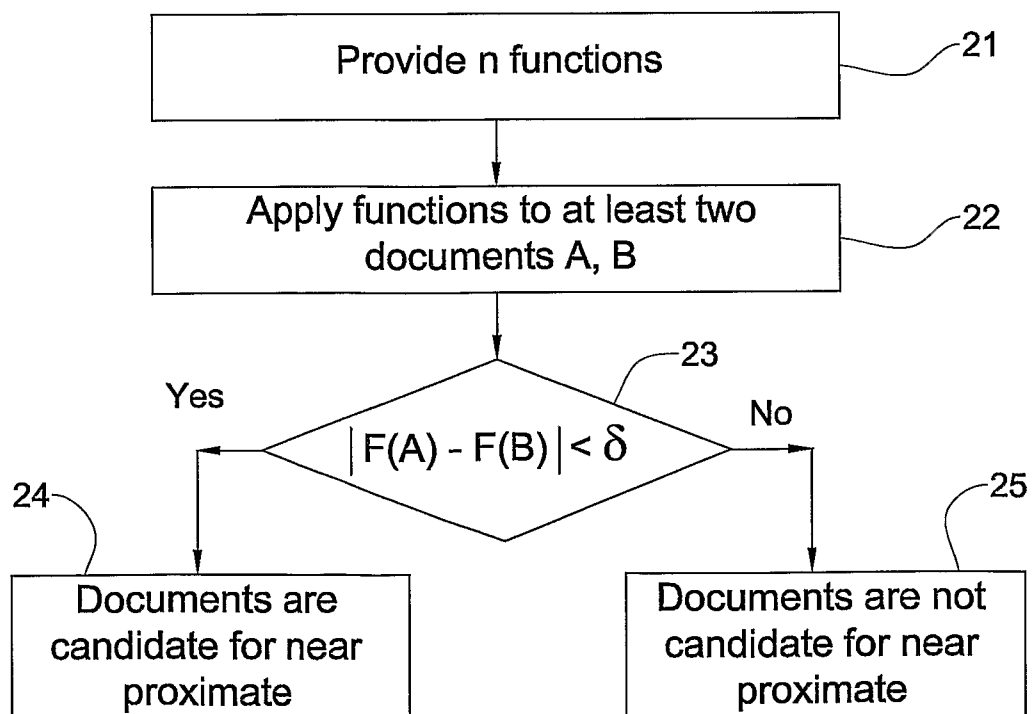 Provide n functions
21
Apply functions to at least two
documents A, B
22
23
Yes
No
| F(A) - F(B) | < δ
24
25
Documents are
candidate for near
proximate
Documents are not
candidate for near
proximate